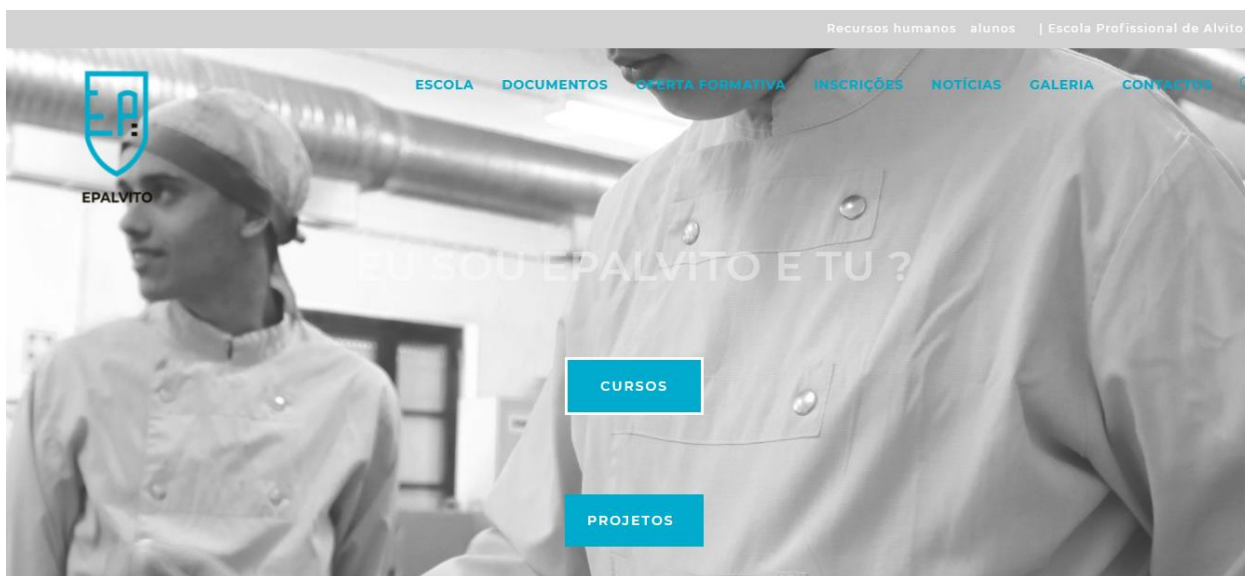 Recursos humanos alunos | Escola Profissional de Alvito
ESCOLA DOCUMENTOS OFERTA FORMATIVA INSCRIÇÕES NOTÍCIAS GALERIA CONTACTOS
EP
EPALVITO
EU SOU EPALVITO E TU ?
CURSOS
PROJETOS